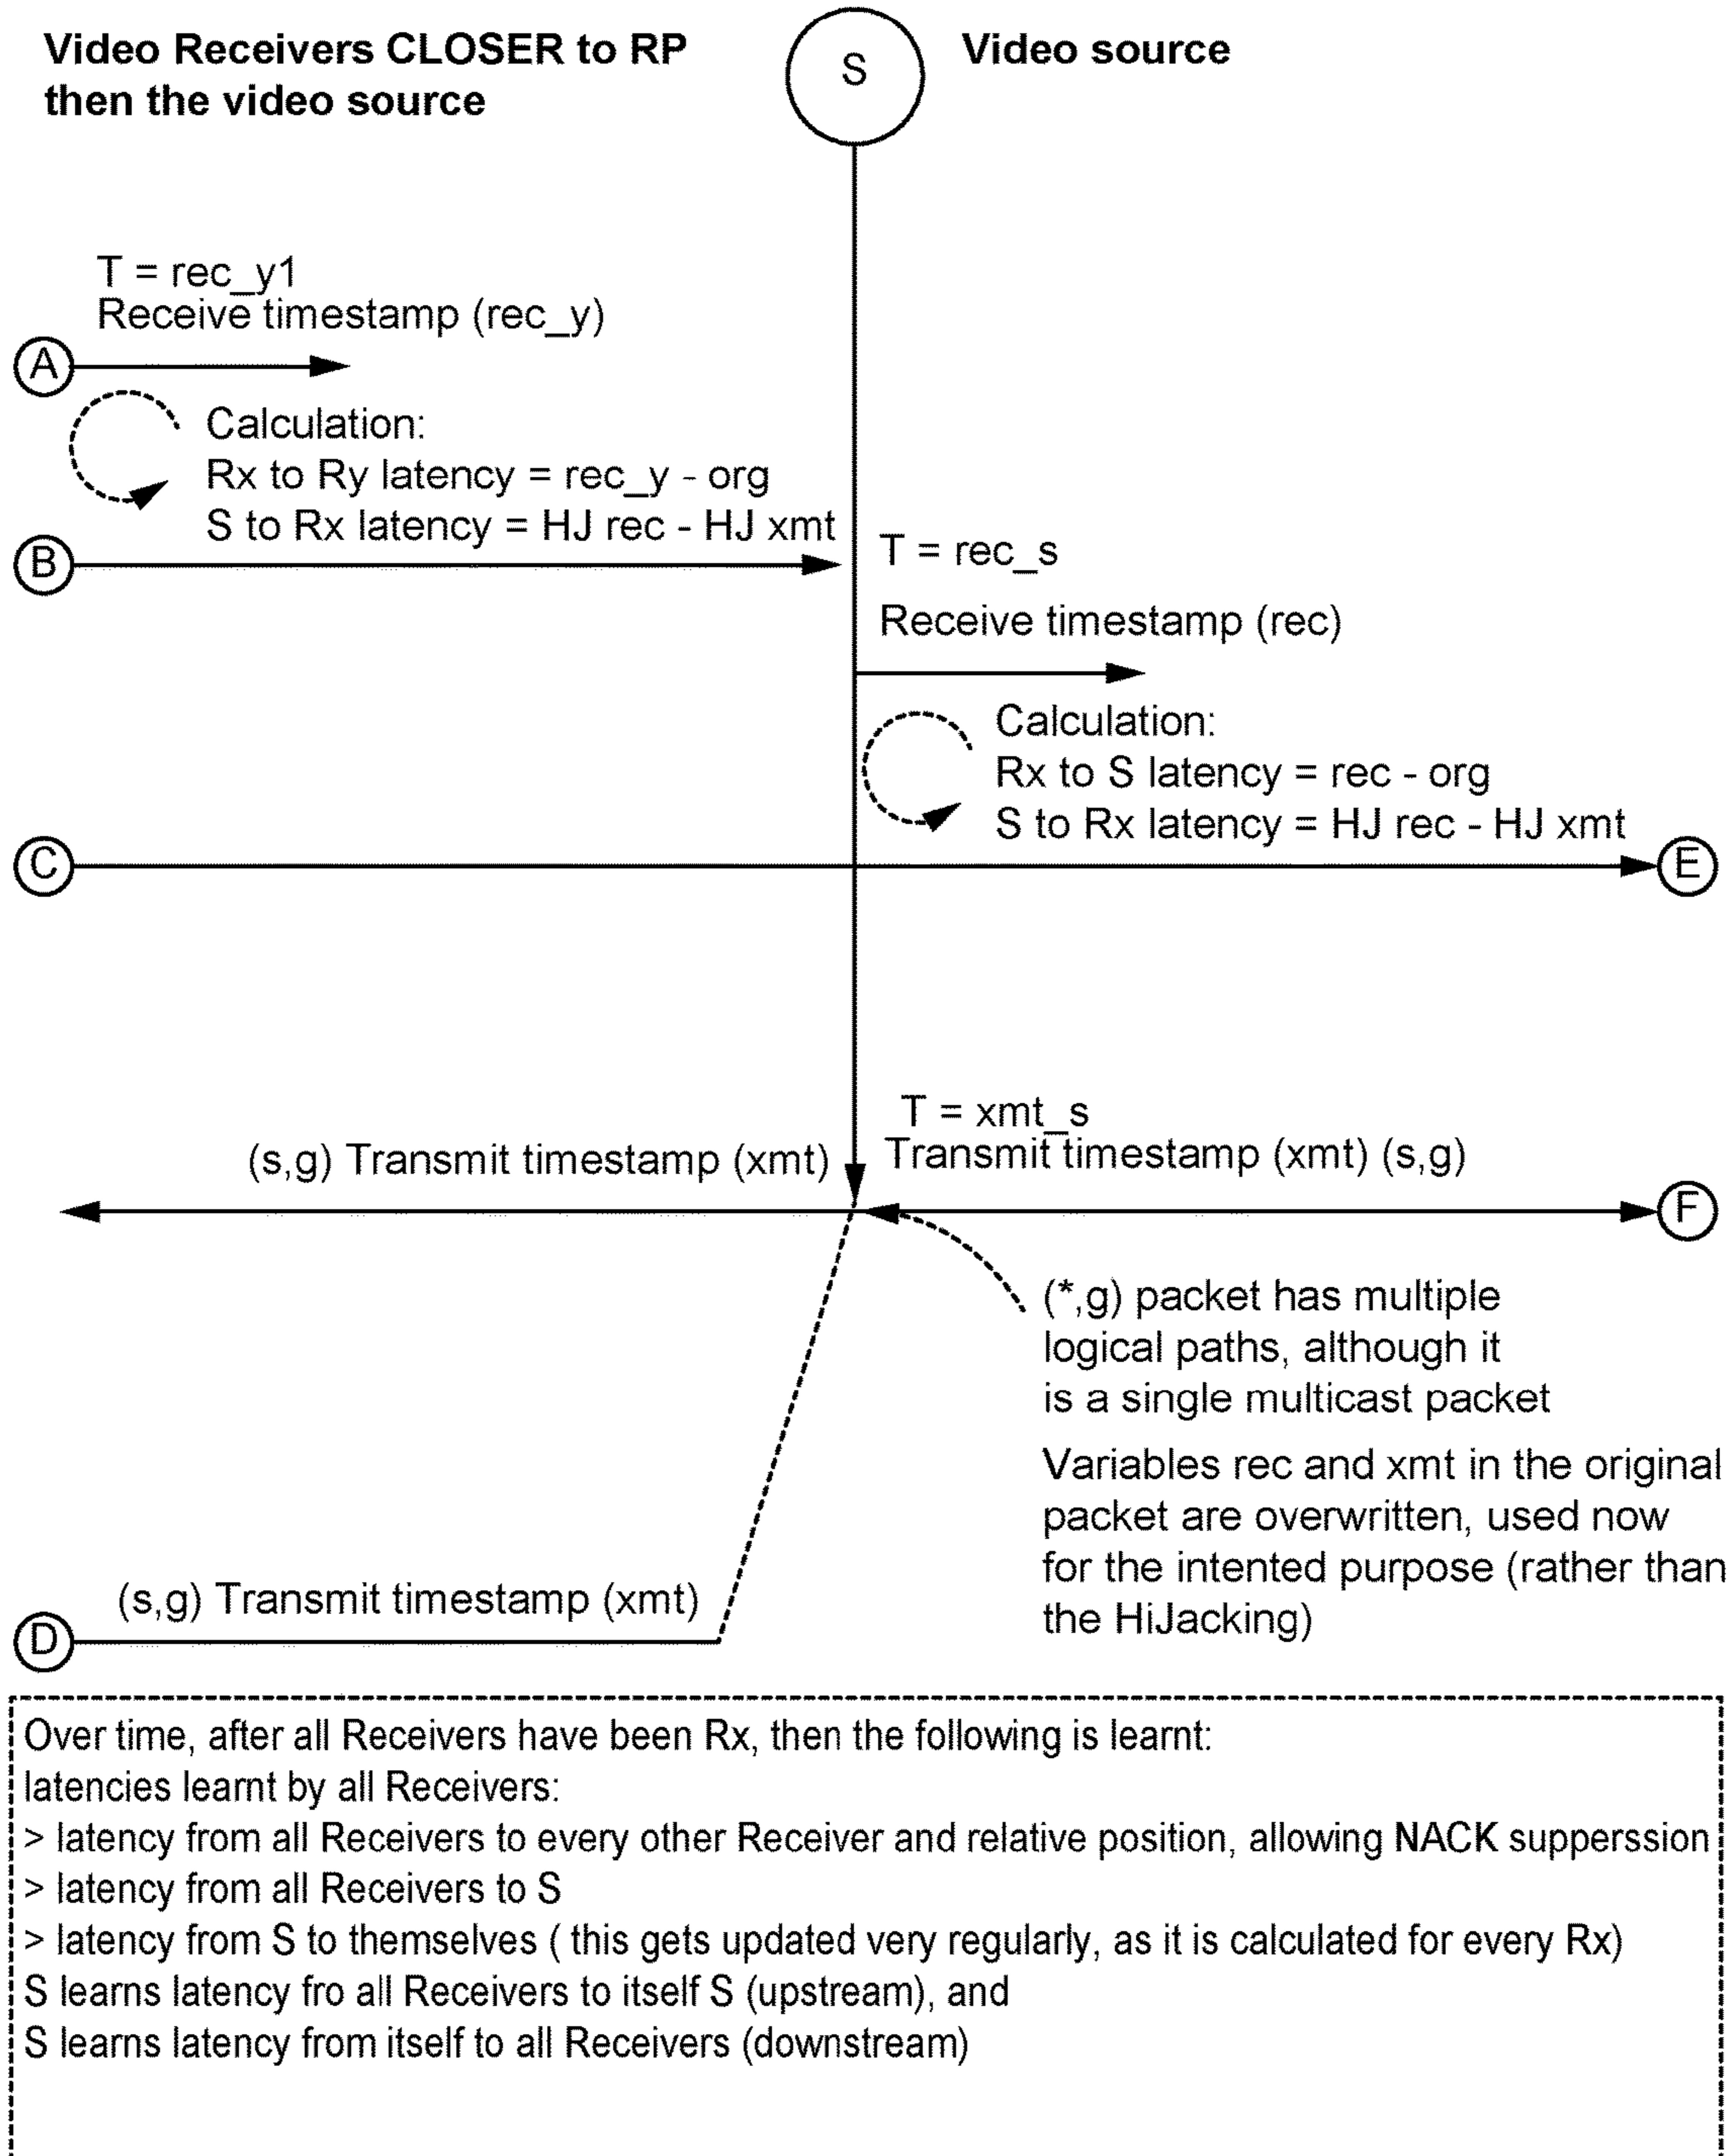 Video Receivers CLOSER to RP
then the video source
S
Video source
T = rec_y1
Receive timestamp (rec_y)
A
Calculation:
Rx to Ry latency = rec_y - org
S to Rx latency = HJ rec - HJ xmt
B
T = rec_s
Receive timestamp (rec)
Calculation:
Rx to S latency = rec - org
S to Rx latency = HJ rec - HJ xmt
C
E
T = xmt_s
(s,g) Transmit timestamp (xmt)
Transmit timestamp (xmt) (s,g)
F
(*,g) packet has multiple
logical paths, although it
is a single multicast packet
Variables rec and xmt in the original
packet are overwritten, used now
for the intented purpose (rather than
the HiJacking)
(s,g) Transmit timestamp (xmt)
D
Over time, after all Receivers have been Rx, then the following is learnt:
latencies learnt by all Receivers:
> latency from all Receivers to every other Receiver and relative position, allowing NACK supperssion
> latency from all Receivers to S
> latency from S to themselves ( this gets updated very regularly, as it is calculated for every Rx)
S learns latency fro all Receivers to itself S (upstream), and
S learns latency from itself to all Receivers (downstream)